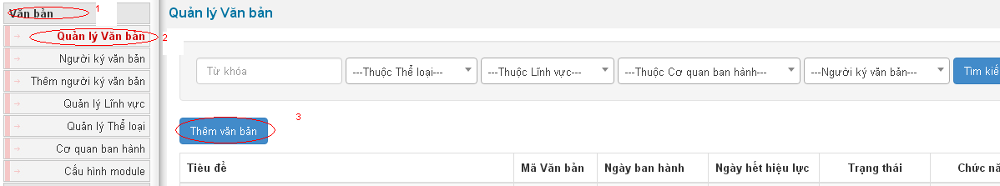 Văn bản 1
Quản lý Văn bản 2
Người ký văn bản
Thêm người ký văn bản
Quản lý Lĩnh vực
Quản lý Thể loại
Cơ quan ban hành
Cấu hình module
Quản lý Văn bản
Từ khóa ---Thuộc Thể loại--- ---Thuộc Lĩnh vực--- ---Thuộc Cơ quan ban hành--- ---Người ký văn bản--- Tìm kiế
Thêm văn bản 3
Tiêu đề Mã Văn bản Ngày ban hành Ngày hết hiệu lực Trạng thái Chức nă